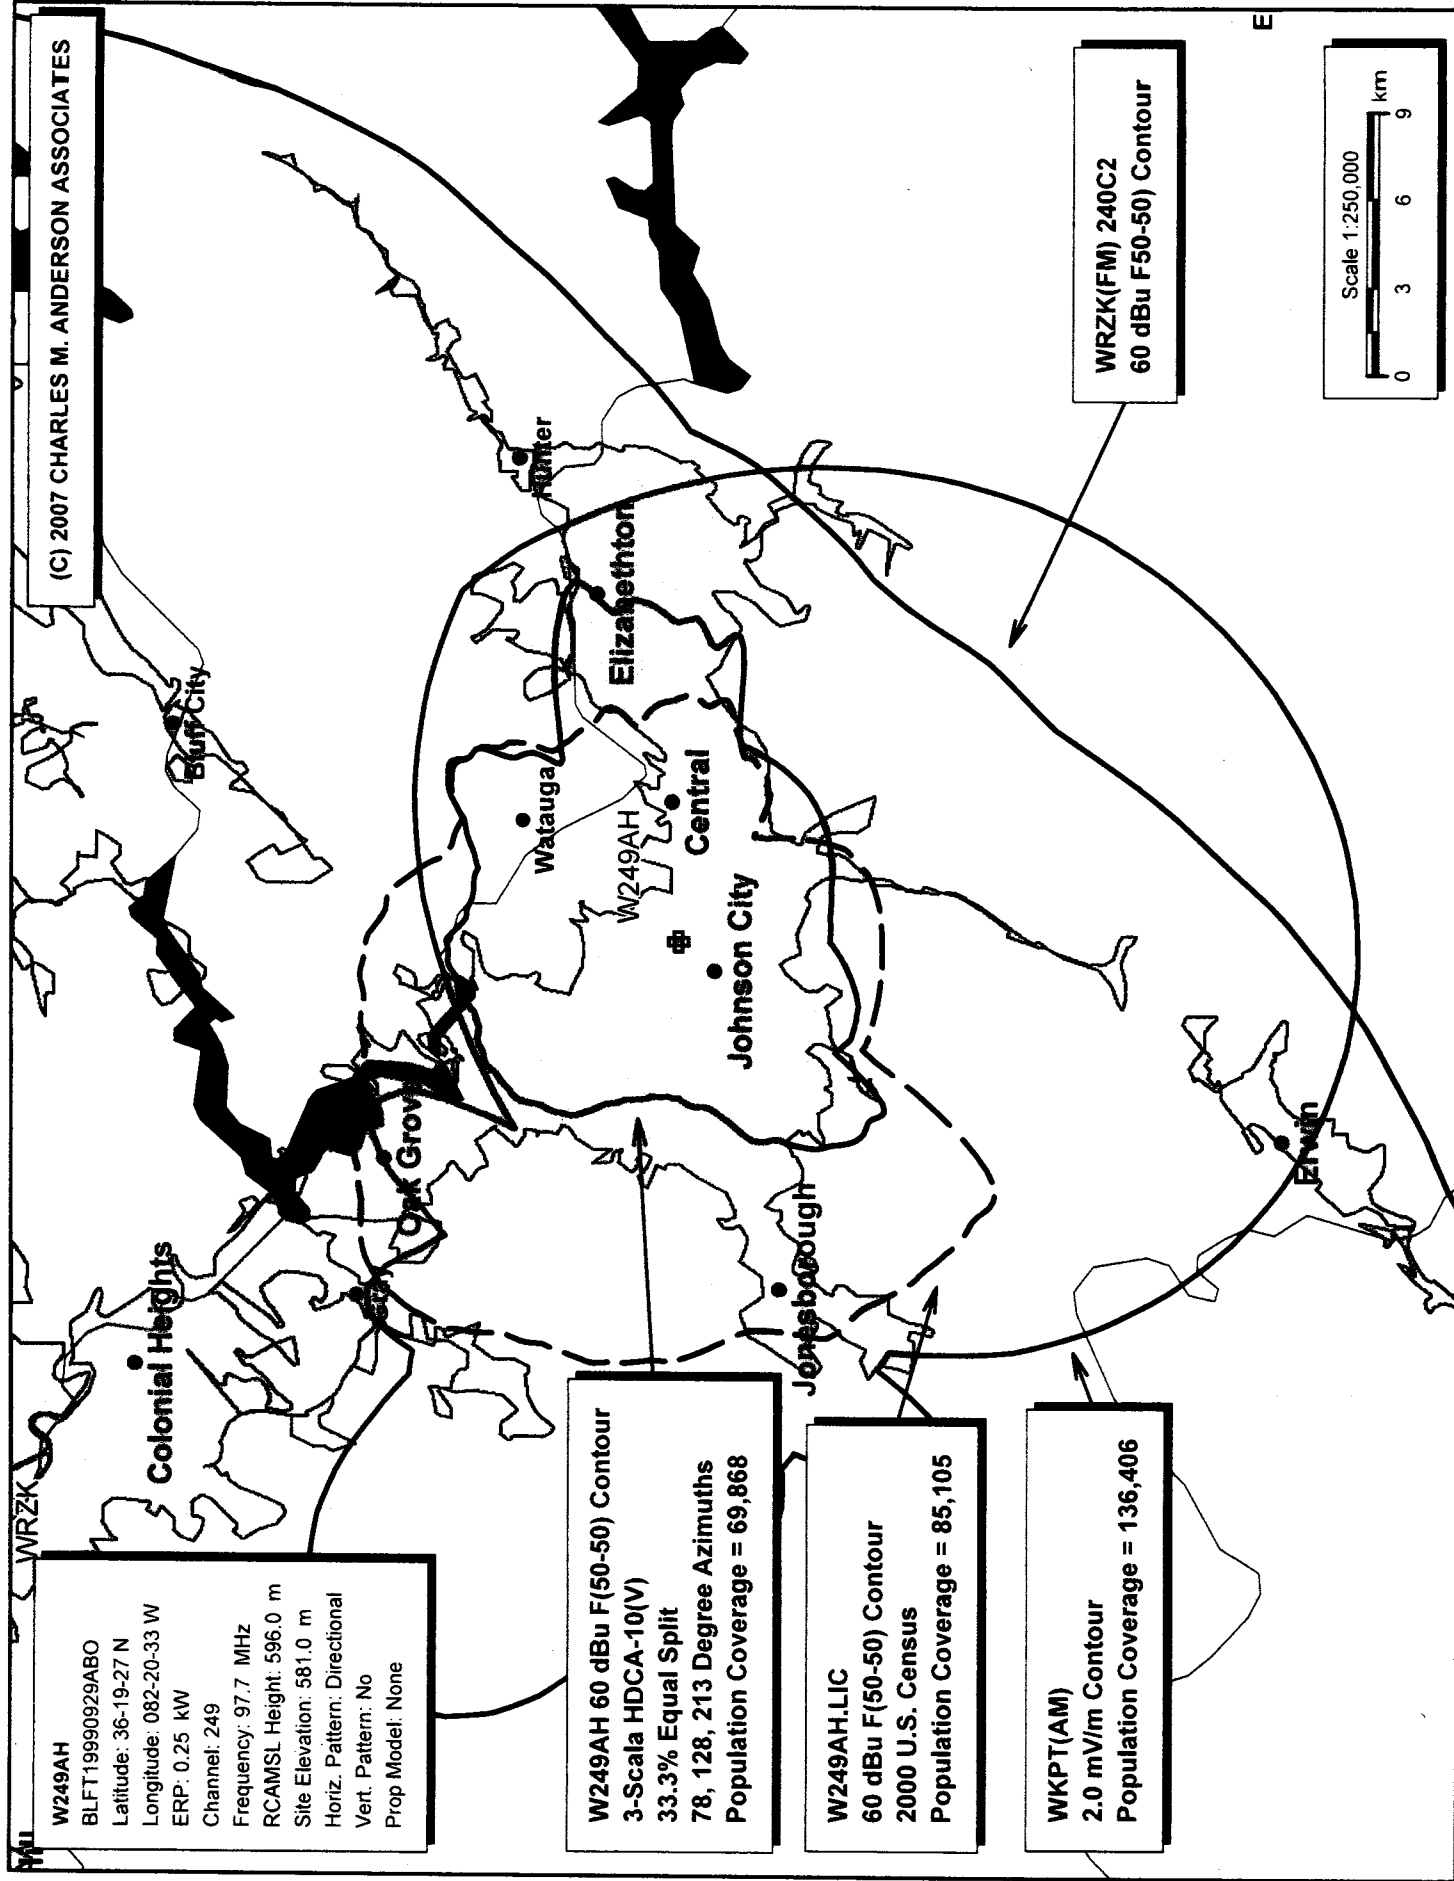 (C) 2007 CHARLES M. ANDERSON ASSOCIATES
WRZK
W249AH
BLFT19990929ABO
Latitude: 36-19-27 N
Longitude: 082-20-33 W
ERP: 0.25 kW
Channel: 249
Frequency: 97.7 MHz
RCAMSL Height: 596.0 m
Site Elevation: 581.0 m
Horiz. Pattern: Directional
Vert. Pattern: No
Prop Model: None
Colonial Heights
Bluff City
Oak Grove
Hunter
Watauga
Elizabethton
W249AH
Central
Johnson City
Jonesborough
Erwin
W249AH 60 dBu F(50-50) Contour
3-Scala HDCA-10(V)
33.3% Equal Split
78, 128, 213 Degree Azimuths
Population Coverage = 69,868
W249AH.LIC
60 dBu F(50-50) Contour
2000 U.S. Census
Population Coverage = 85,105
WKPT(AM)
2.0 mV/m Contour
Population Coverage = 136,406
WRZK(FM) 240C2
60 dBu F50-50) Contour
E
Scale 1:250,000
0 3 6 9 km